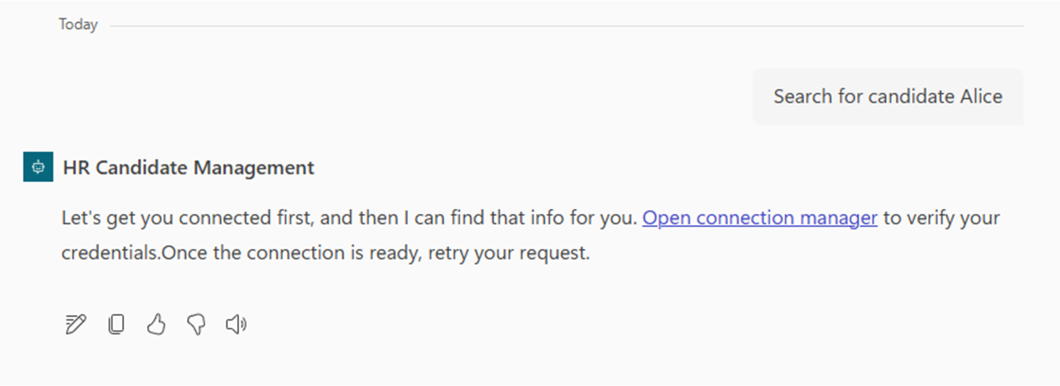 Today
Search for candidate Alice
HR Candidate Management
Let's get you connected first, and then I can find that info for you. Open connection manager to verify your
credentials.Once the connection is ready, retry your request.